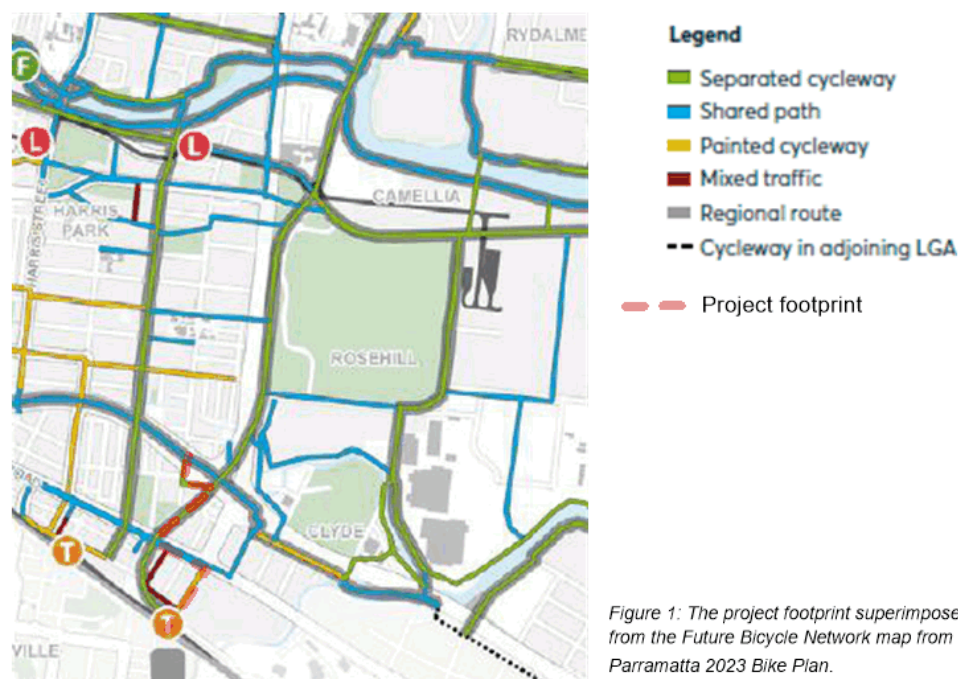 RYDALME
Legend
F
Separated cycleway
Shared path
L
L
Painted cycleway
Mixed traffic
CAMELLIA
HARRIS
PARK
HARRIS STREET
Regional route
Cycleway in adjoining LGA
Project footprint
ROSEHILL
CLYDE
T
T
VILLE
Figure 1: The project footprint superimpose
from the Future Bicycle Network map from
Parramatta 2023 Bike Plan.